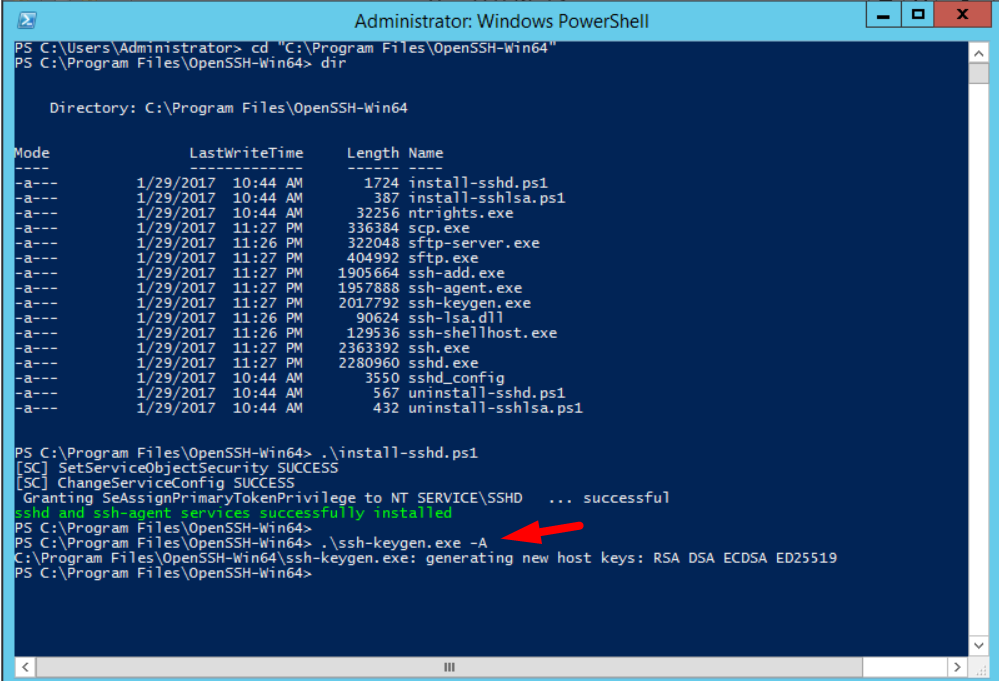 Administrator: Windows PowerShell
PS C:\Users\Administrator> cd "C:\Program Files\OpenSSH-Win64"
PS C:\Program Files\OpenSSH-Win64> dir
Directory: C:\Program Files\OpenSSH-Win64
Mode LastWriteTime Length Name
---- ------------- ------ ----
-a--- 1/29/2017 10:44 AM 1724 install-sshd.ps1
-a--- 1/29/2017 10:44 AM 387 install-sshlsa.ps1
-a--- 1/29/2017 10:44 AM 32256 ntrights.exe
-a--- 1/29/2017 11:27 PM 336384 scp.exe
-a--- 1/29/2017 11:26 PM 322048 sftp-server.exe
-a--- 1/29/2017 11:27 PM 404992 sftp.exe
-a--- 1/29/2017 11:27 PM 1905664 ssh-add.exe
-a--- 1/29/2017 11:27 PM 1957888 ssh-agent.exe
-a--- 1/29/2017 11:27 PM 2017792 ssh-keygen.exe
-a--- 1/29/2017 11:26 PM 90624 ssh-lsa.dll
-a--- 1/29/2017 11:26 PM 129536 ssh-shellhost.exe
-a--- 1/29/2017 11:27 PM 2363392 ssh.exe
-a--- 1/29/2017 11:27 PM 2280960 sshd.exe
-a--- 1/29/2017 10:44 AM 3550 sshd_config
-a--- 1/29/2017 10:44 AM 567 uninstall-sshd.ps1
-a--- 1/29/2017 10:44 AM 432 uninstall-sshlsa.ps1
PS C:\Program Files\OpenSSH-Win64> .\install-sshd.ps1
[SC] SetServiceObjectSecurity SUCCESS
[SC] ChangeServiceConfig SUCCESS
Granting SeAssignPrimaryTokenPrivilege to NT SERVICE\SSHD ... successful
sshd and ssh-agent services successfully installed
PS C:\Program Files\OpenSSH-Win64>
PS C:\Program Files\OpenSSH-Win64> .\ssh-keygen.exe -A
C:\Program Files\OpenSSH-Win64\ssh-keygen.exe: generating new host keys: RSA DSA ECDSA ED25519
PS C:\Program Files\OpenSSH-Win64>